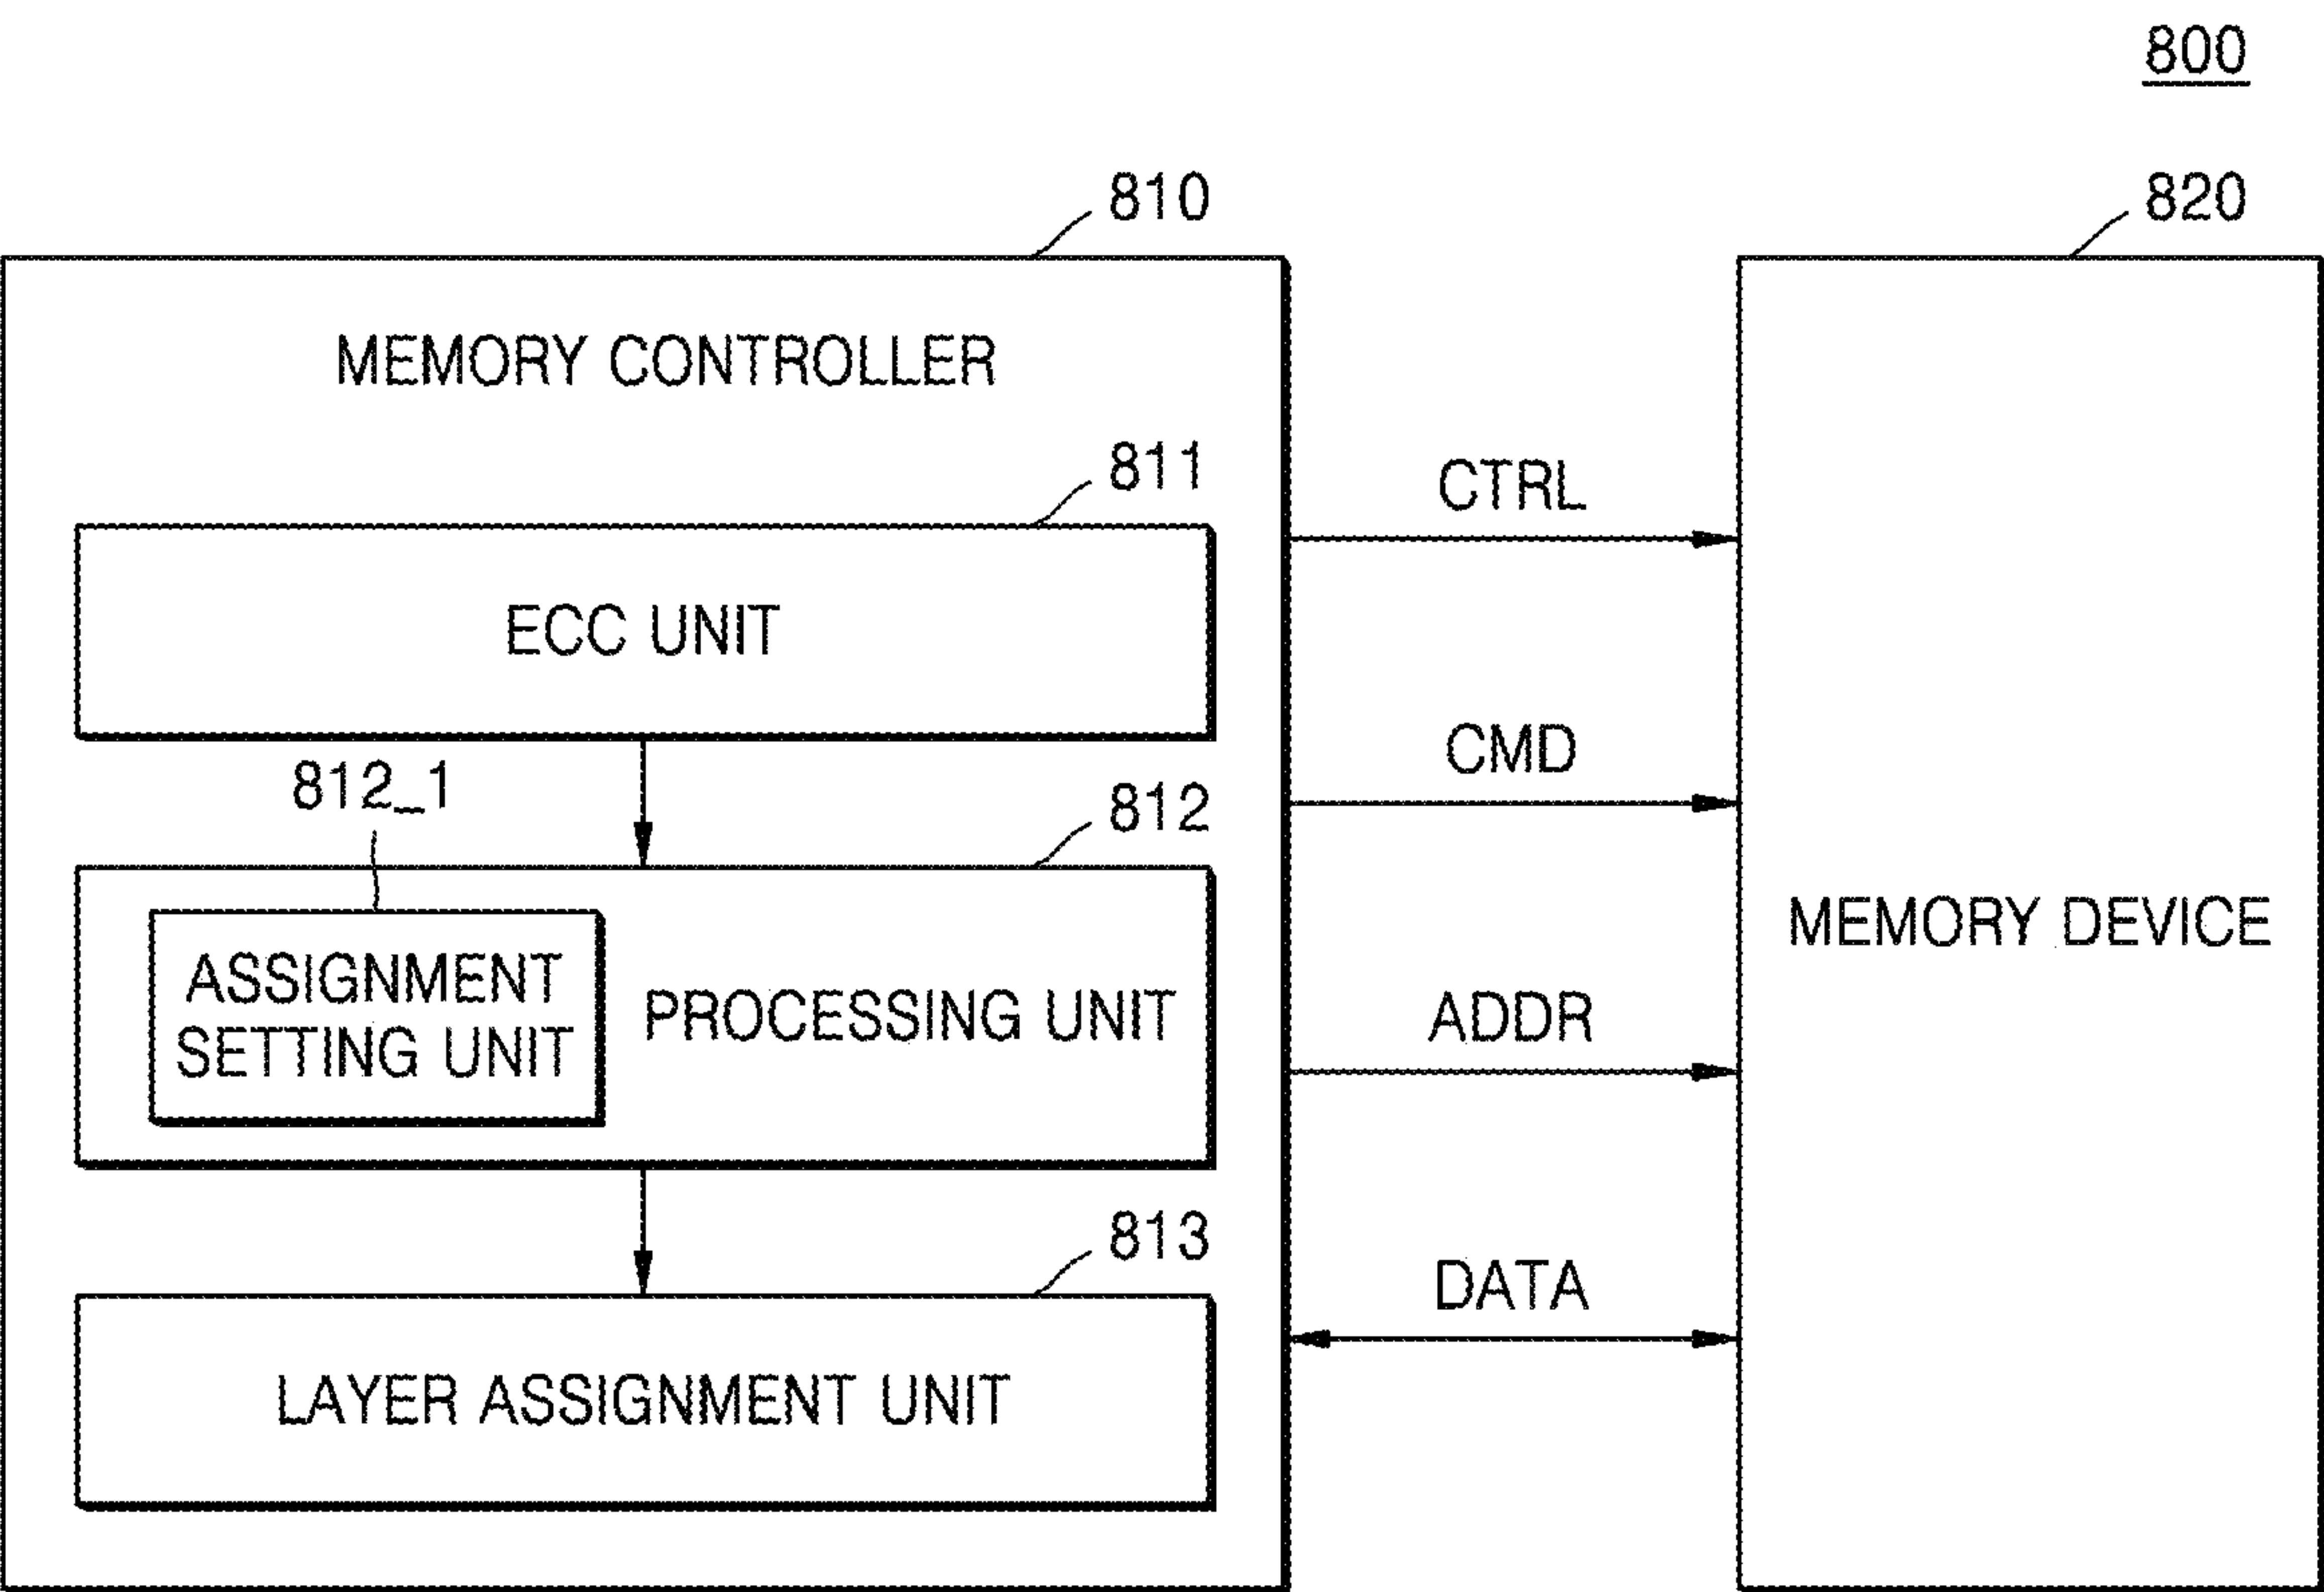 800
810
820
MEMORY CONTROLLER
811
CTRL
ECC UNIT
CMD
812_1
812
MEMORY DEVICE
ASSIGNMENT
SETTING UNIT
PROCESSING UNIT
ADDR
813
DATA
LAYER ASSIGNMENT UNIT